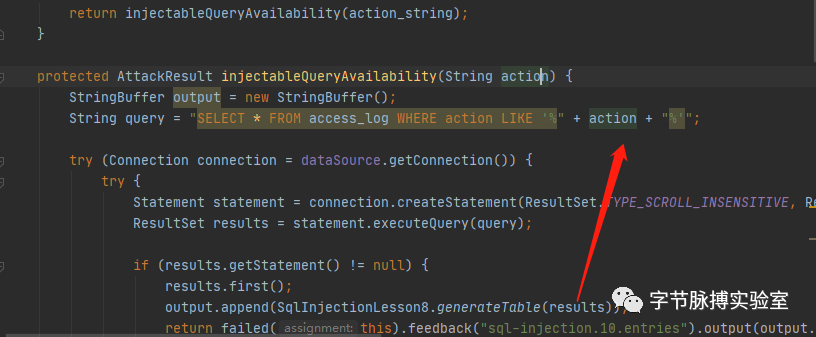 return injectableQueryAvailability(action_string);
}
protected AttackResult injectableQueryAvailability(String action) {
StringBuffer output = new StringBuffer();
String query = "SELECT * FROM access_log WHERE action LIKE '%" + action + "%'";
try (Connection connection = dataSource.getConnection()) {
try {
Statement statement = connection.createStatement(ResultSet.TYPE_SCROLL_INSENSITIVE, Re
ResultSet results = statement.executeQuery(query);
if (results.getStatement() != null) {
results.first();
output.append(SqlInjectionLesson8.generateTable(results));
return failed( assignment: this).feedback("sql-injection.10.entries").output(output.
字节脉搏实验室